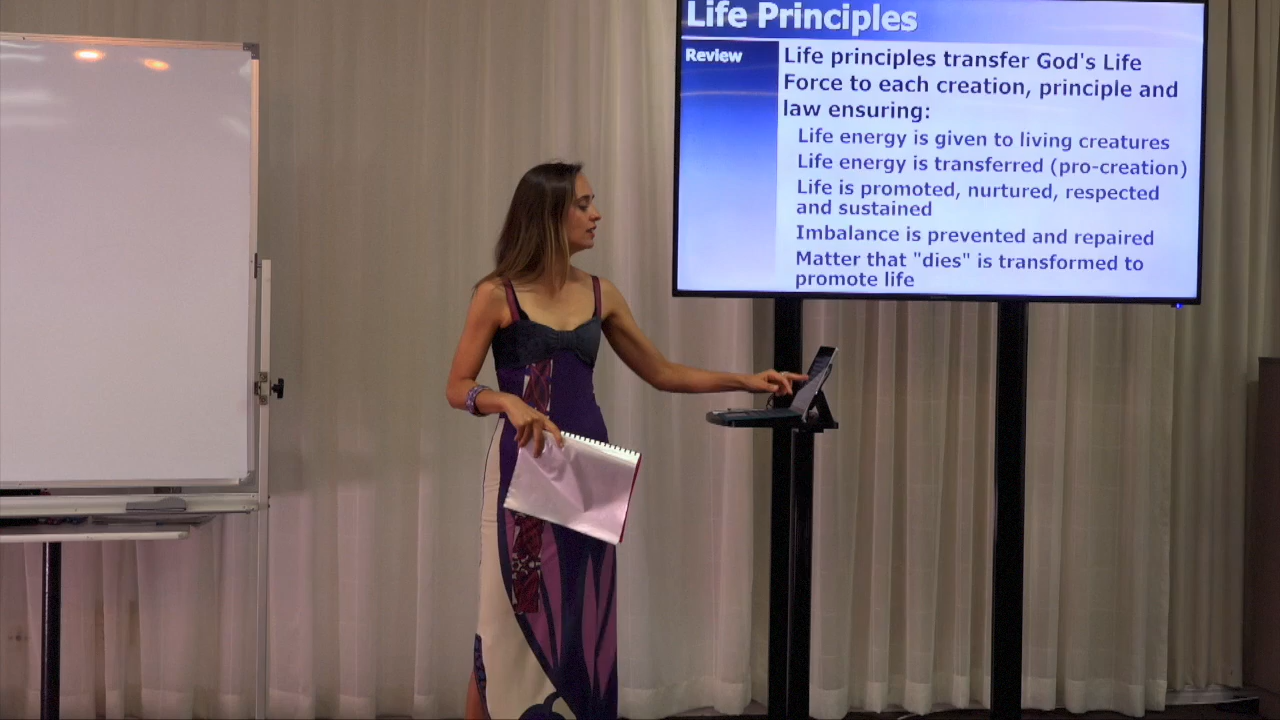 Life Principles
Review
Life principles transfer God's Life
Force to each creation, principle and
law ensuring:
Life energy is given to living creatures
Life energy is transferred (pro-creation)
Life is promoted, nurtured, respected
and sustained
Imbalance is prevented and repaired
Matter that "dies" is transformed to
promote life